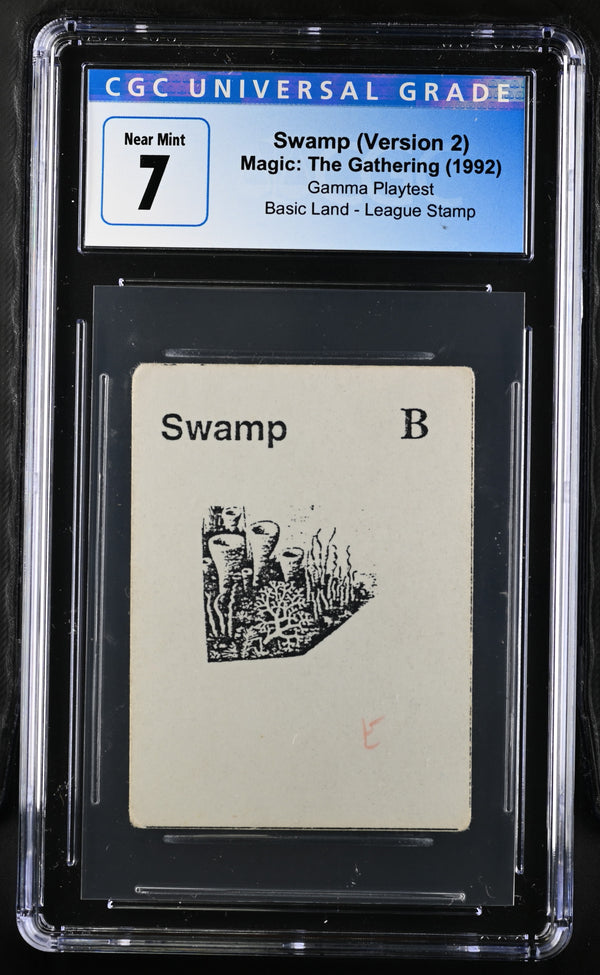 CGC UNIVERSAL GRADE
Near Mint
7
Swamp (Version 2)
Magic: The Gathering (1992)
Gamma Playtest
Basic Land - League Stamp
Swamp B
E